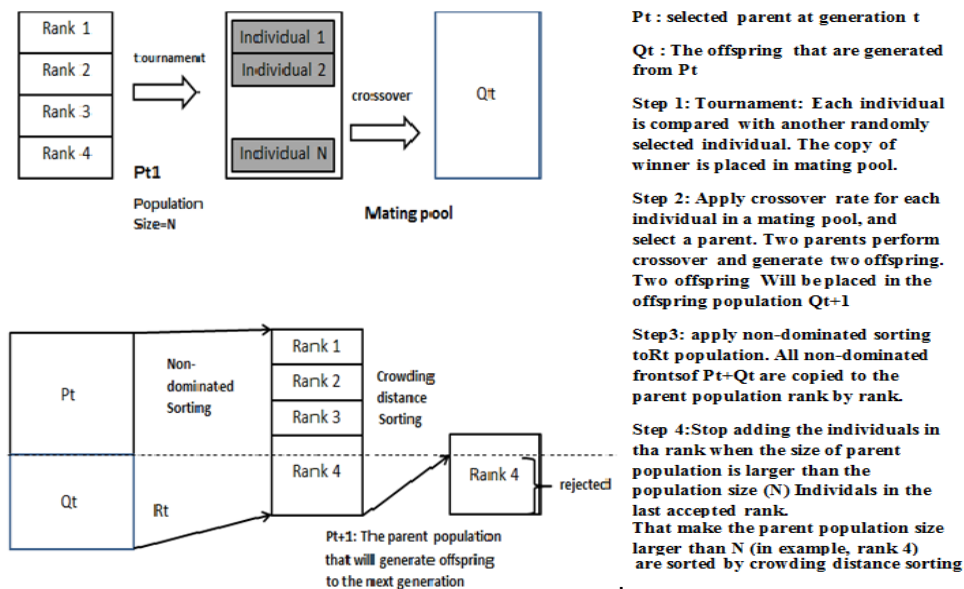 Rank 1
Rank 2
Rank 3
Rank 4
tournament
Pt1
Population
Size=N
Individual 1
Individual 2
Individual N
crossover
Mating pool
Qt
Pt
Qt
Non-
dominated
Sorting
Rt
Rank 1
Rank 2
Rank 3
Rank 4
Crowding
distance
Sorting
Rank 4
rejected
Pt+1: The parent population
that will generate offspring
to the next generation
Pt : selected parent at generation t
Qt : The offspring that are generated
from Pt
Step 1: Tournament: Each individual
is compared with another randomly
selected individual. The copy of
winner is placed in mating pool.
Step 2: Apply crossover rate for each
individual in a mating pool, and
select a parent. Two parents perform
crossover and generate two offspring.
Two offspring Will be placed in the
offspring population Qt+1
Step3: apply non-dominated sorting
toRt population. All non-dominated
frontsof Pt+Qt are copied to the
parent population rank by rank.
Step 4:Stop adding the individuals in
tha rank when the size of parent
population is larger than the
population size (N) Individals in the
last accepted rank.
That make the parent population size
larger than N (in example, rank 4)
are sorted by crowding distance sorting